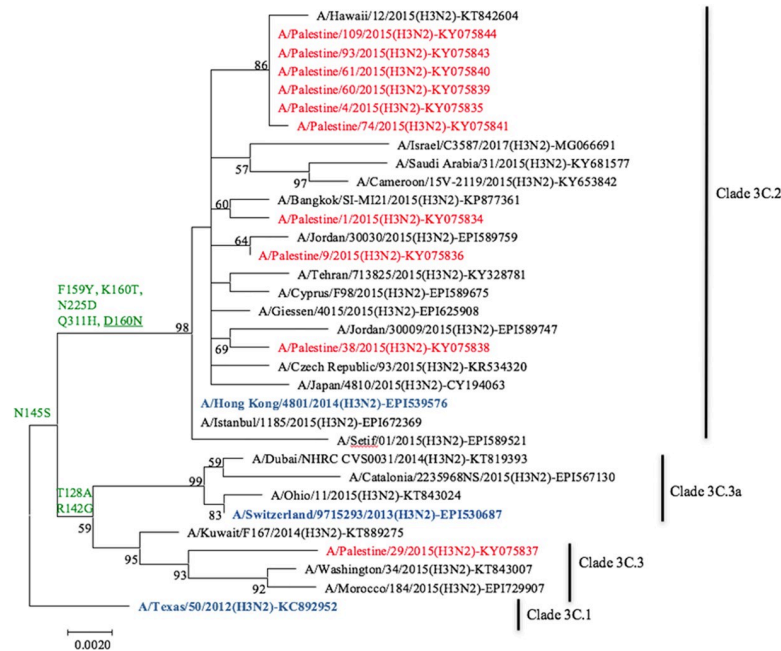 A/Hawaii/12/2015(H3N2)-KT842604
A/Palestine/109/2015(H3N2)-KY075844
A/Palestine/93/2015(H3N2)-KY075843
86
A/Palestine/61/2015(H3N2)-KY075840
A/Palestine/60/2015(H3N2)-KY075839
A/Palestine/4/2015(H3N2)-KY075835
A/Palestine/74/2015(H3N2)-KY075841
A/Israel/C3587/2017(H3N2)-MG066691
57
A/Saudi Arabia/31/2015(H3N2)-KY681577
97
A/Cameroon/15V-2119/2015(H3N2)-KY653842
Clade 3C.2
A/Bangkok/SI-MI21/2015(H3N2)-KP877361
60
A/Palestine/1/2015(H3N2)-KY075834
A/Jordan/30030/2015(H3N2)-EPI589759
64
A/Palestine/9/2015(H3N2)-KY075836
A/Tehran/713825/2015(H3N2)-KY328781
A/Cyprus/F98/2015(H3N2)-EPI589675
F159Y, K160T,
N225D
Q311H, D160N
A/Giessen/4015/2015(H3N2)-EPI625908
98
A/Jordan/30009/2015(H3N2)-EPI589747
69
A/Palestine/38/2015(H3N2)-KY075838
A/Czech Republic/93/2015(H3N2)-KR534320
A/Japan/4810/2015(H3N2)-CY194063
A/Hong Kong/4801/2014(H3N2)-EPI539576
N145S
A/Istanbul/1185/2015(H3N2)-EPI672369
A/Setif/01/2015(H3N2)-EPI589521
59
A/Dubai/NHRC CVS0031/2014(H3N2)-KT819393
99
A/Catalonia/2235968NS/2015(H3N2)-EPI567130
T128A
R142G
A/Ohio/11/2015(H3N2)-KT843024
Clade 3C.3a
83
A/Switzerland/9715293/2013(H3N2)-EPI530687
59
A/Kuwait/F167/2014(H3N2)-KT889275
95
A/Palestine/29/2015(H3N2)-KY075837
93
A/Washington/34/2015(H3N2)-KT843007
Clade 3C.3
92
A/Morocco/184/2015(H3N2)-EPI729907
A/Texas/50/2012(H3N2)-KC892952
Clade 3C.1
0.0020